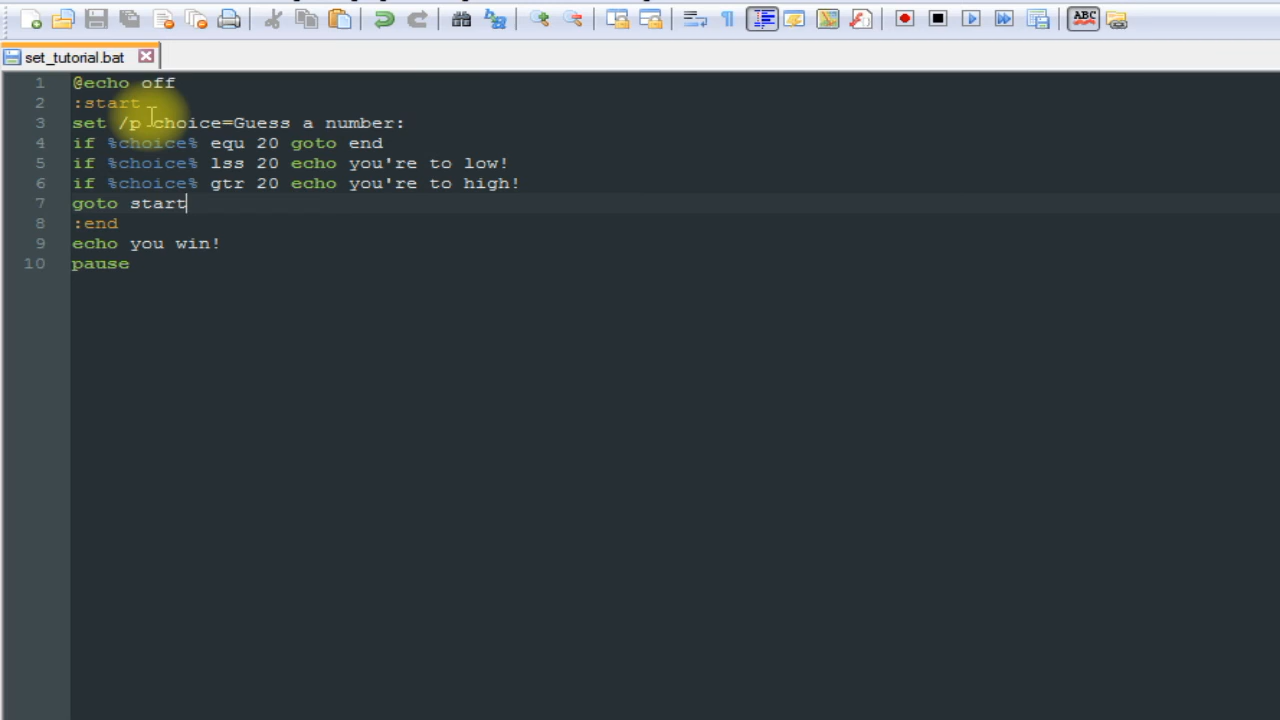 ABC
set_tutorial.bat
1 @echo off
2 :start
3 set /p choice=Guess a number:
4 if %choice% equ 20 goto end
5 if %choice% lss 20 echo you're to low!
6 if %choice% gtr 20 echo you're to high!
7 goto start
8 :end
9 echo you win!
10 pause